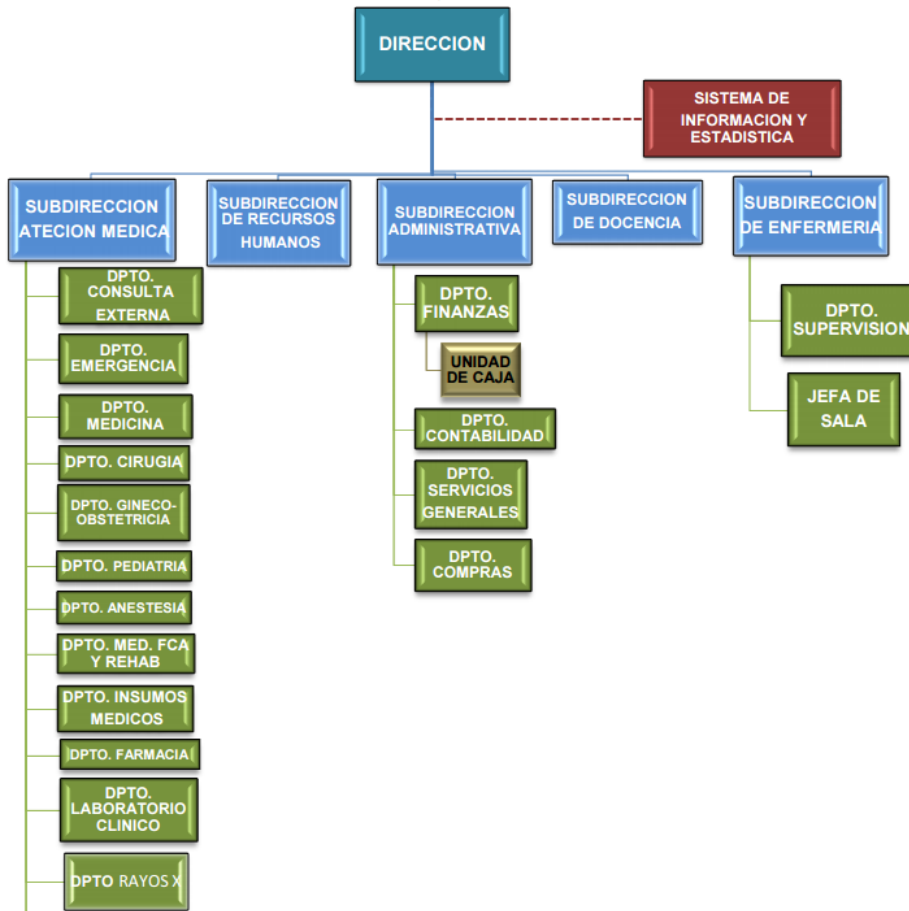 DIRECCION
SISTEMA DE
INFORMACION Y
ESTADISTICA
SUBDIRECCION
ATECION MEDICA
SUBDIRECCION
DE RECURSOS
HUMANOS
SUBDIRECCION
ADMINISTRATIVA
SUBDIRECCION
DE DOCENCIA
SUBDIRECCION
DE ENFERMERIA
DPTO.
CONSULTA
EXTERNA
DPTO.
EMERGENCIA
DPTO.
MEDICINA
DPTO. CIRUGIA
DPTO. GINECO-
OBSTETRICIA
DPTO. PEDIATRIA
DPTO. ANESTESIA
DPTO. MED. FCA
Y REHAB
DPTO. INSUMOS
MEDICOS
DPTO. FARMACIA
DPTO.
LABORATORIO
CLINICO
DPTO RAYOS X
DPTO.
FINANZAS
UNIDAD
DE CAJA
DPTO.
CONTABILIDAD
DPTO.
SERVICIOS
GENERALES
DPTO.
COMPRAS
DPTO.
SUPERVISION
JEFA DE
SALA